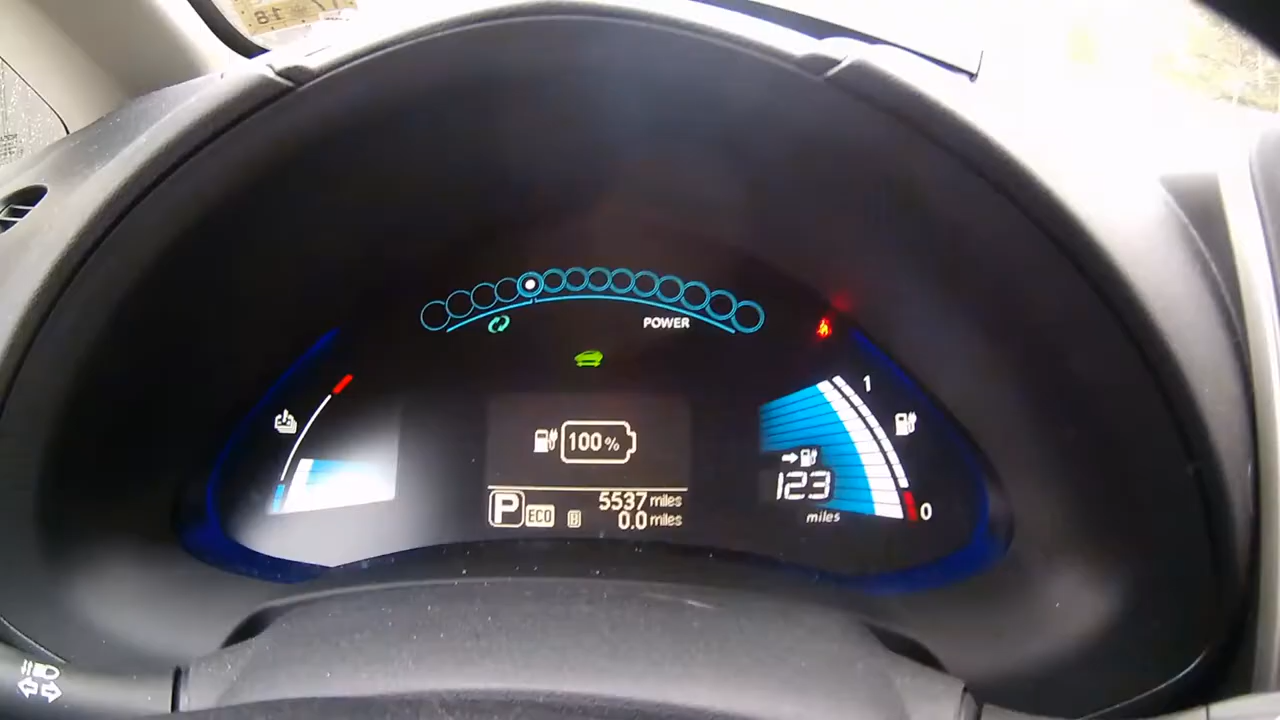 POWER
1
100%
123
miles
P ECO B
5537 miles
0.0 miles
0